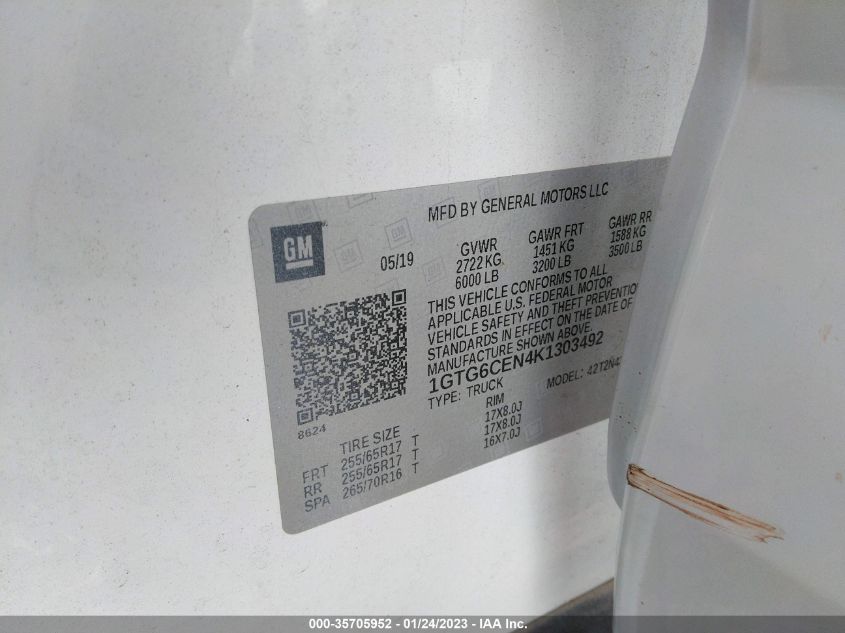 MFD BY GENERAL MOTORS LLC
GM
05/19
GVWR GAWR FRT GAWR RR
2722 KG 1451 KG 1588 KG
6000 LB 3200 LB 3500 LB
THIS VEHICLE CONFORMS TO ALL
APPLICABLE U.S. FEDERAL MOTOR
VEHICLE SAFETY AND THEFT PREVENTION
STANDARDS IN EFFECT ON THE DATE OF
MANUFACTURE SHOWN ABOVE.
1GTG6CEN4K1303492
TYPE: TRUCK MODEL: 42T2N4
8624
TIRE SIZE RIM
FRT 255/65R17 T 17X8.0J
RR 255/65R17 T 17X8.0J
SPA 265/70R16 T 16X7.0J
000-35705952 - 01/24/2023 - IAA Inc.